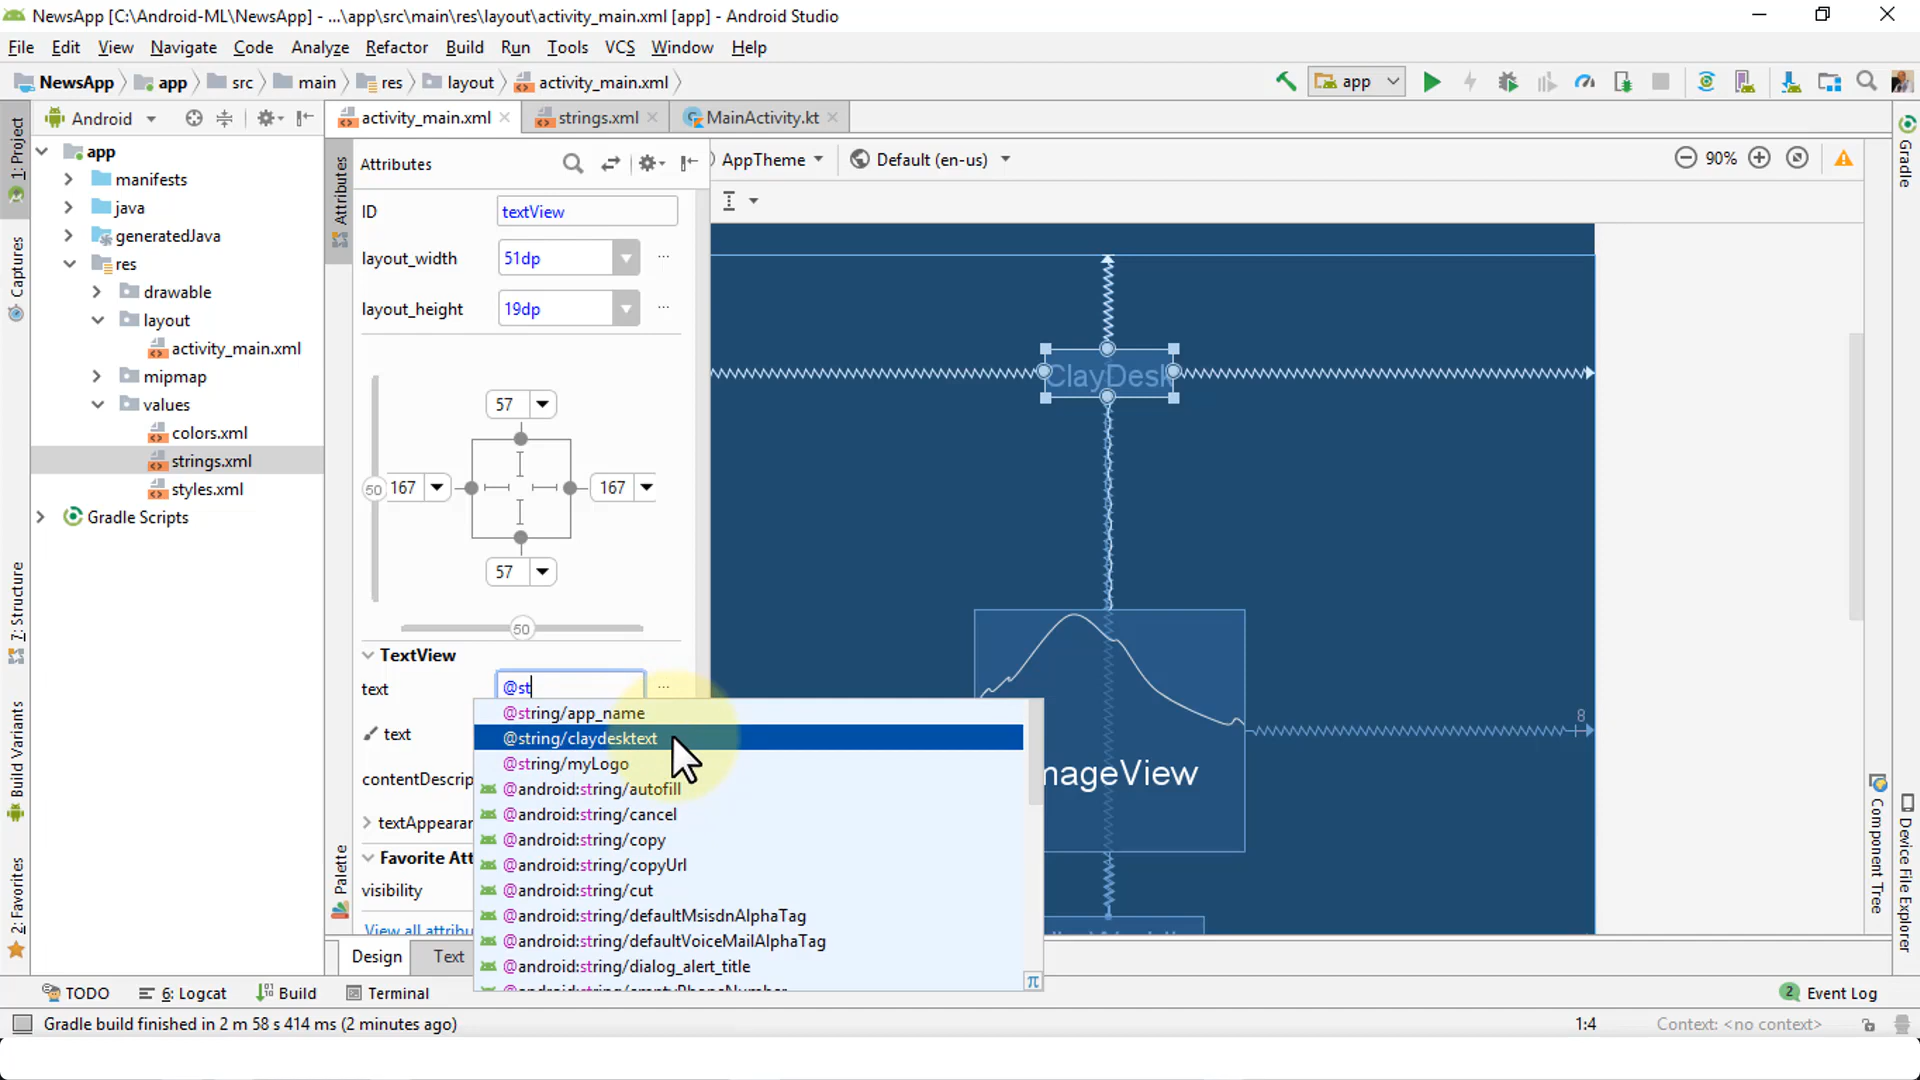 NewsApp [C:\Android-ML\NewsApp] - ...\app\src\main\res\layout\activity_main.xml [app] - Android Studio
File Edit View Navigate Code Analyze Refactor Build Run Tools VCS Window Help
NewsApp app src main res layout activity_main.xml app
Android activity_main.xml strings.xml MainActivity.kt
1: Project
Captures
7: Structure
Build Variants
2: Favorites
app
manifests
java
generatedJava
res
drawable
layout
activity_main.xml
mipmap
values
colors.xml
strings.xml
styles.xml
Gradle Scripts
Attributes
Palette
Attributes
ID textView
layout_width 51dp ...
layout_height 19dp ...
57
50 167 167
57
50
TextView
text @st ...
text
contentDescrip
textAppearan
Favorite Att
visibility
View all attribu
@string/app_name
@string/claydesktext
@string/myLogo
@android:string/autofill
@android:string/cancel
@android:string/copy
@android:string/copyUrl
@android:string/cut
@android:string/defaultMsisdnAlphaTag
@android:string/defaultVoiceMailAlphaTag
@android:string/dialog_alert_title
@android:string/emptyPhoneNumber
π
AppTheme Default (en-us) 90%
ClayDesk
8
mageView
Gradle
Component Tree
Device File Explorer
Design Text
TODO 6: Logcat Build Terminal 2 Event Log
Gradle build finished in 2 m 58 s 414 ms (2 minutes ago) 1:4 Context: <no context>